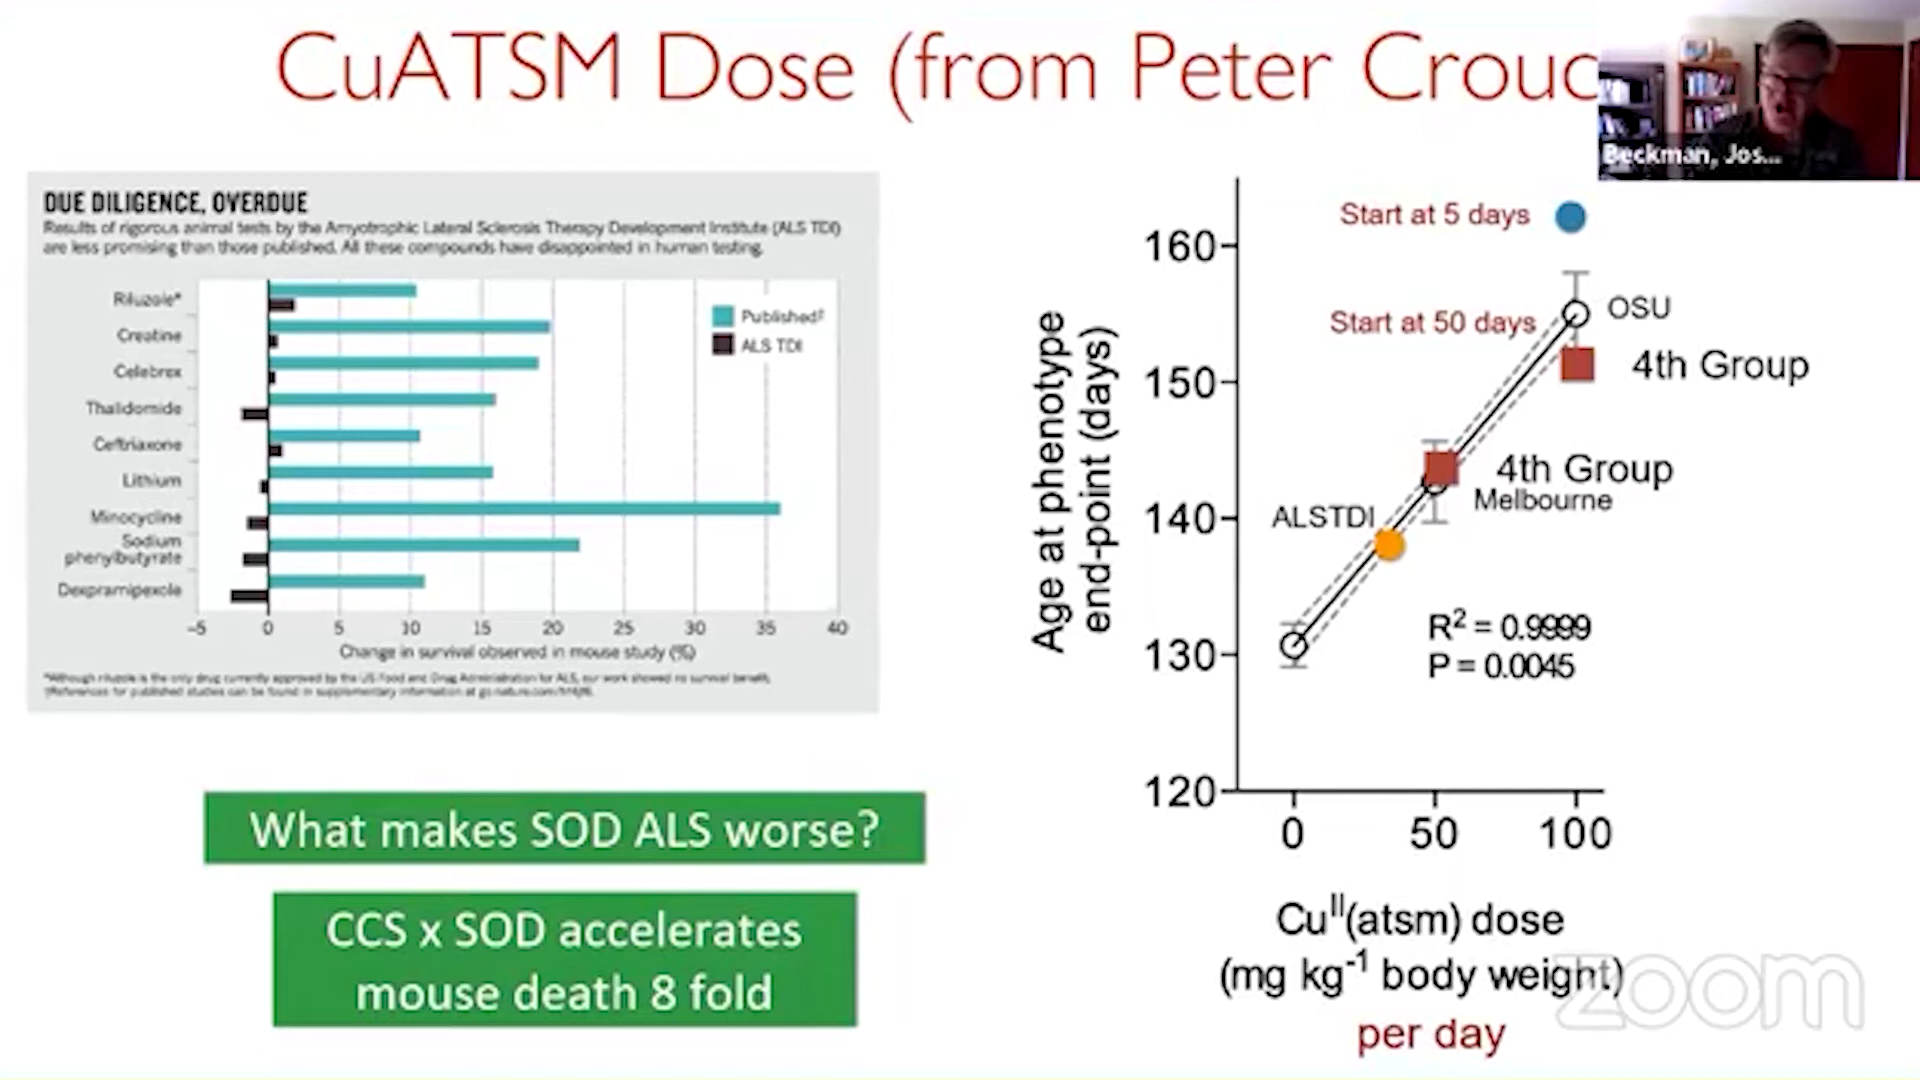 CuATSM Dose (from Peter Crouc
Beckman, Jos...
DUE DILIGENCE, OVERDUE
Results of rigorous animal tests by the Amyotrophic Lateral Sclerosis Therapy Development Institute (ALS TDI)
are less promising than those published. All these compounds have disappointed in human testing.
Riluzole*
Creatine
Celebrex
Thalidomide
Ceftriaxone
Lithium
Minocycline
Sodium
phenylbutyrate
Dexpramipexole
Published†
ALS TDI
-5 0 5 10 15 20 25 30 35 40
Change in survival observed in mouse study (%)
*Although riluzole is the only drug currently approved by the US Food and Drug Administration for ALS, our work showed no survival benefit.
†References for published studies can be found in supplementary information at
What makes SOD ALS worse?
CCS x SOD accelerates
mouse death 8 fold
Age at phenotype
end-point (days)
160
150
140
130
120
Start at 5 days
Start at 50 days
OSU
4th Group
4th Group
Melbourne
ALSTDI
R² = 0.9999
P = 0.0045
0 50 100
Cuᴵᴵ(atsm) dose
(mg kg⁻¹ body weight)
per day
zoom